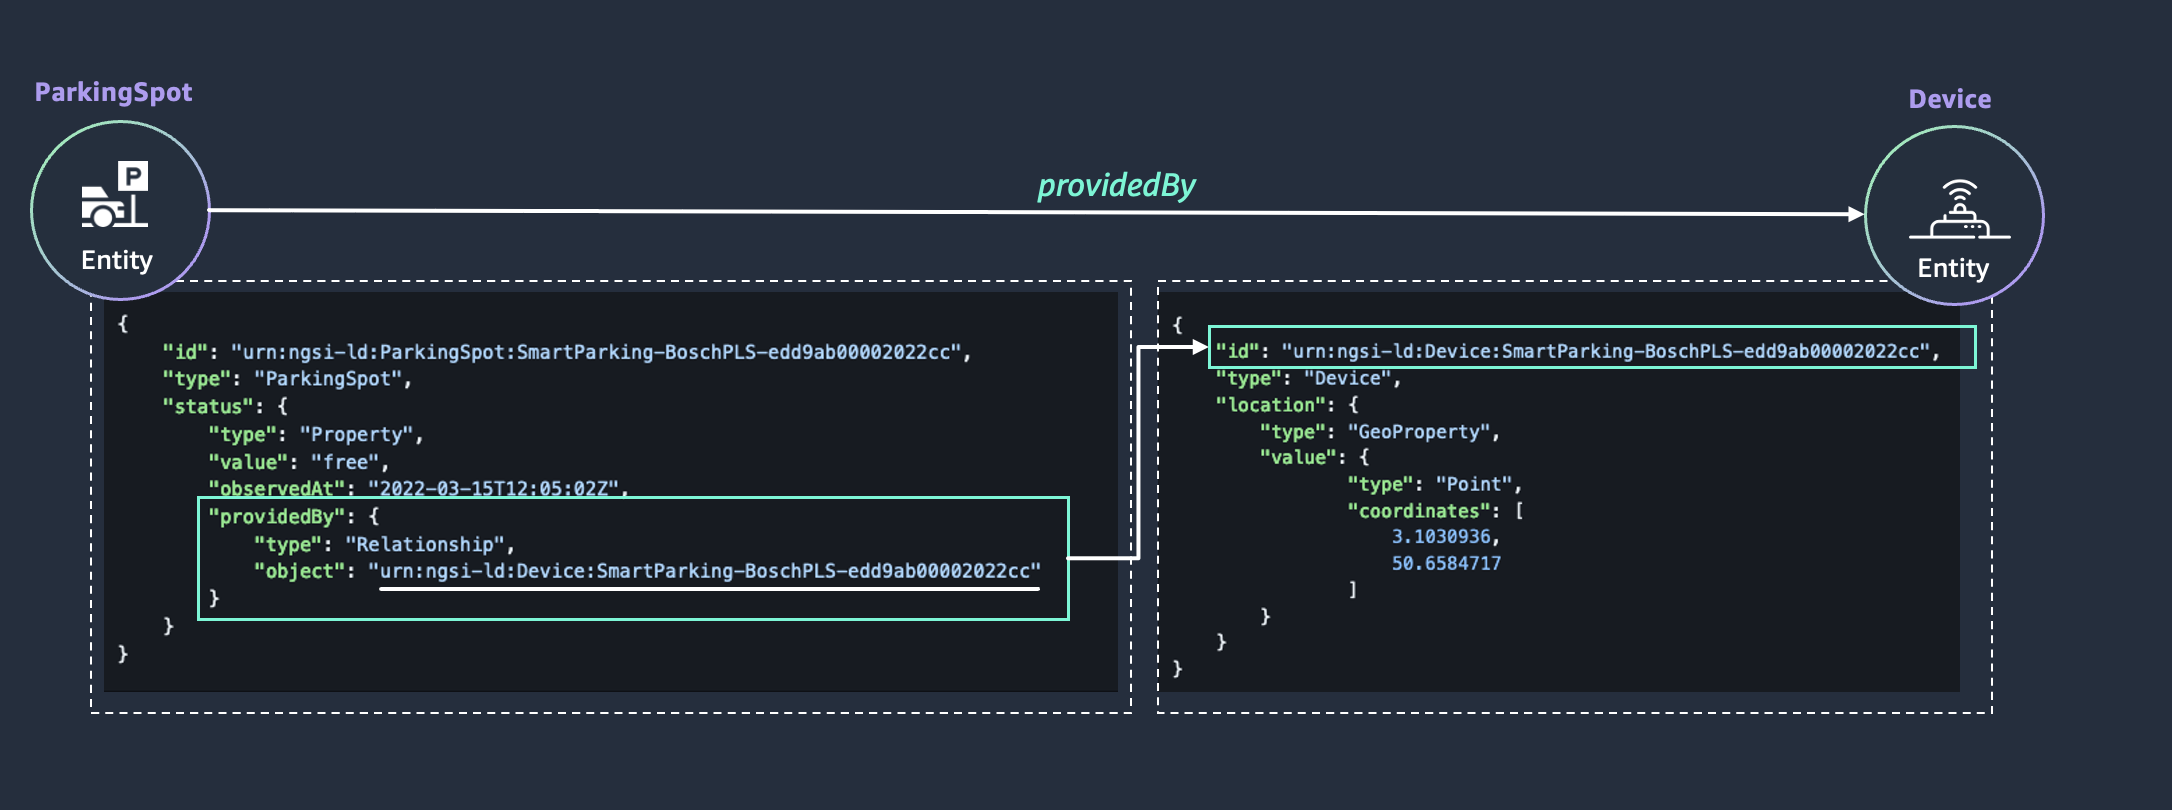 ParkingSpot
Device
P
providedBy
Entity
Entity
{
"id": "urn:ngsi-ld:ParkingSpot:SmartParking-BoschPLS-edd9ab00002022cc",
"type": "ParkingSpot",
"status": {
"type": "Property",
"value": "free",
"observedAt": "2022-03-15T12:05:02Z",
"providedBy": {
"type": "Relationship",
"object": "urn:ngsi-ld:Device:SmartParking-BoschPLS-edd9ab00002022cc"
}
}
}
{
"id": "urn:ngsi-ld:Device:SmartParking-BoschPLS-edd9ab00002022cc",
"type": "Device",
"location": {
"type": "GeoProperty",
"value": {
"type": "Point",
"coordinates": [
3.1030936,
50.6584717
]
}
}
}